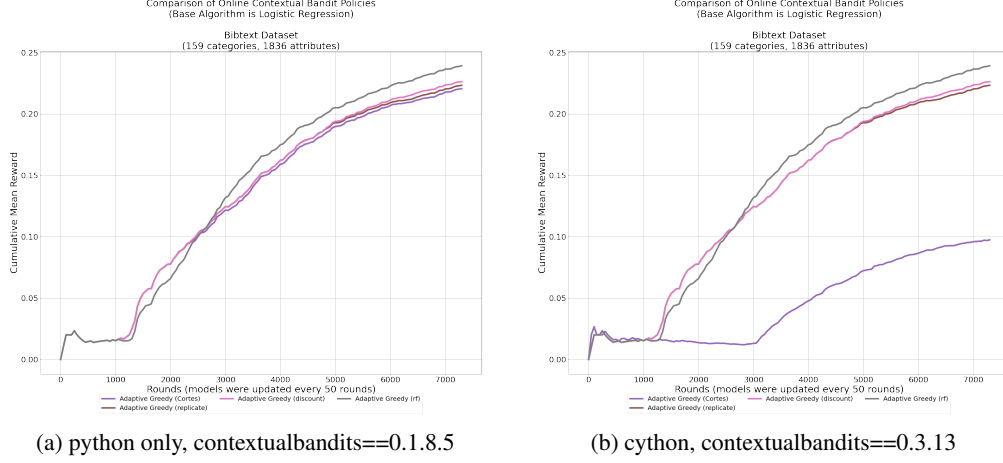 Comparison of Online Contextual Bandit Policies
(Base Algorithm is Logistic Regression)
Bibtext Dataset
(159 categories, 1836 attributes)
0.25
0.20
0.15
0.10
0.05
0.00
Cumulative Mean Reward
0 1000 2000 3000 4000 5000 6000 7000
Rounds (models were updated every 50 rounds)
Adaptive Greedy (Cortes) Adaptive Greedy (discount) Adaptive Greedy (rf)
Adaptive Greedy (replicate)
(a) python only, contextualbandits==0.1.8.5
Comparison of Online Contextual Bandit Policies
(Base Algorithm is Logistic Regression)
Bibtext Dataset
(159 categories, 1836 attributes)
0.25
0.20
0.15
0.10
0.05
0.00
Cumulative Mean Reward
0 1000 2000 3000 4000 5000 6000 7000
Rounds (models were updated every 50 rounds)
Adaptive Greedy (Cortes) Adaptive Greedy (discount) Adaptive Greedy (rf)
Adaptive Greedy (replicate)
(b) cython, contextualbandits==0.3.13